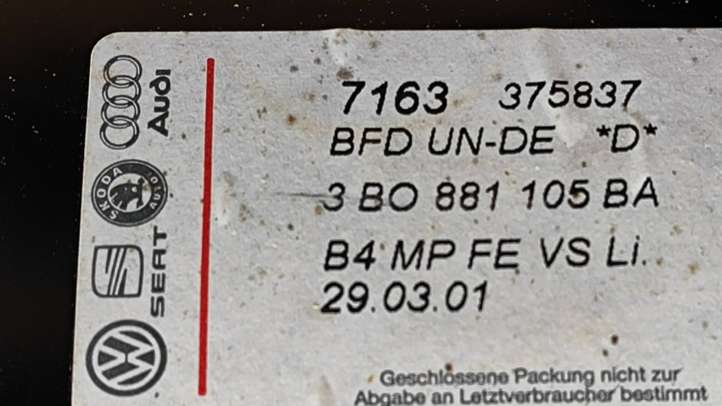 Audi
SKODA
AUTO
SEAT
7163 375837
BFD UN-DE *D*
3 BO 881 105 BA
B4 MP FE VS Li.
29.03.01
Geschlossene Packung nicht zur
Abgabe an Letztverbraucher bestimmt